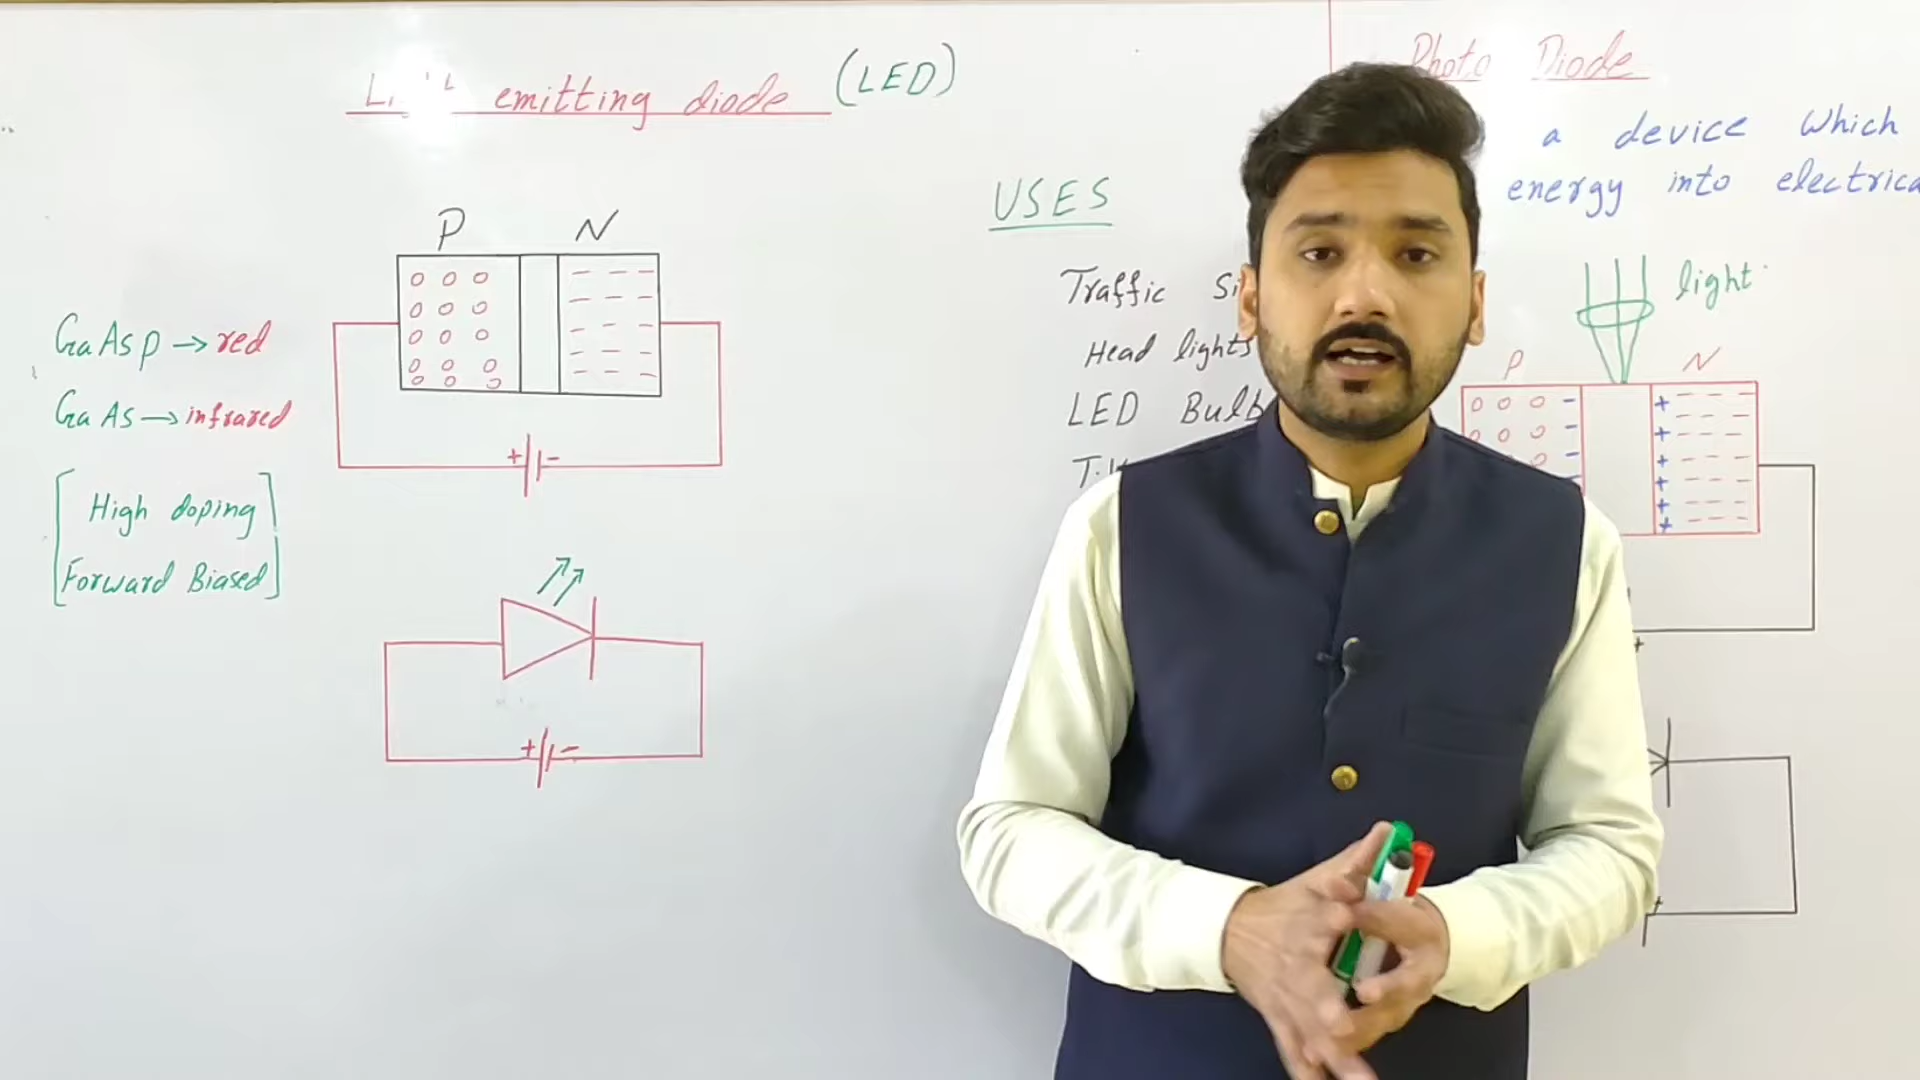 emitting diode (LED)
P N
GaAsP → red
GaAs → infrared
High doping
Forward Biased
+ -
+ -
USES
Traffic
Head lights
LED Bulb
Photo Diode
a device Which
energy into
light
P N